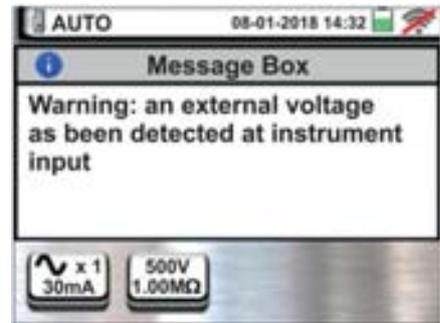 AUTO 08-01-2018 14:32
Message Box
Warning: an external voltage
as been detected at instrument
input
x 1 500V
30mA 1.00MΩ